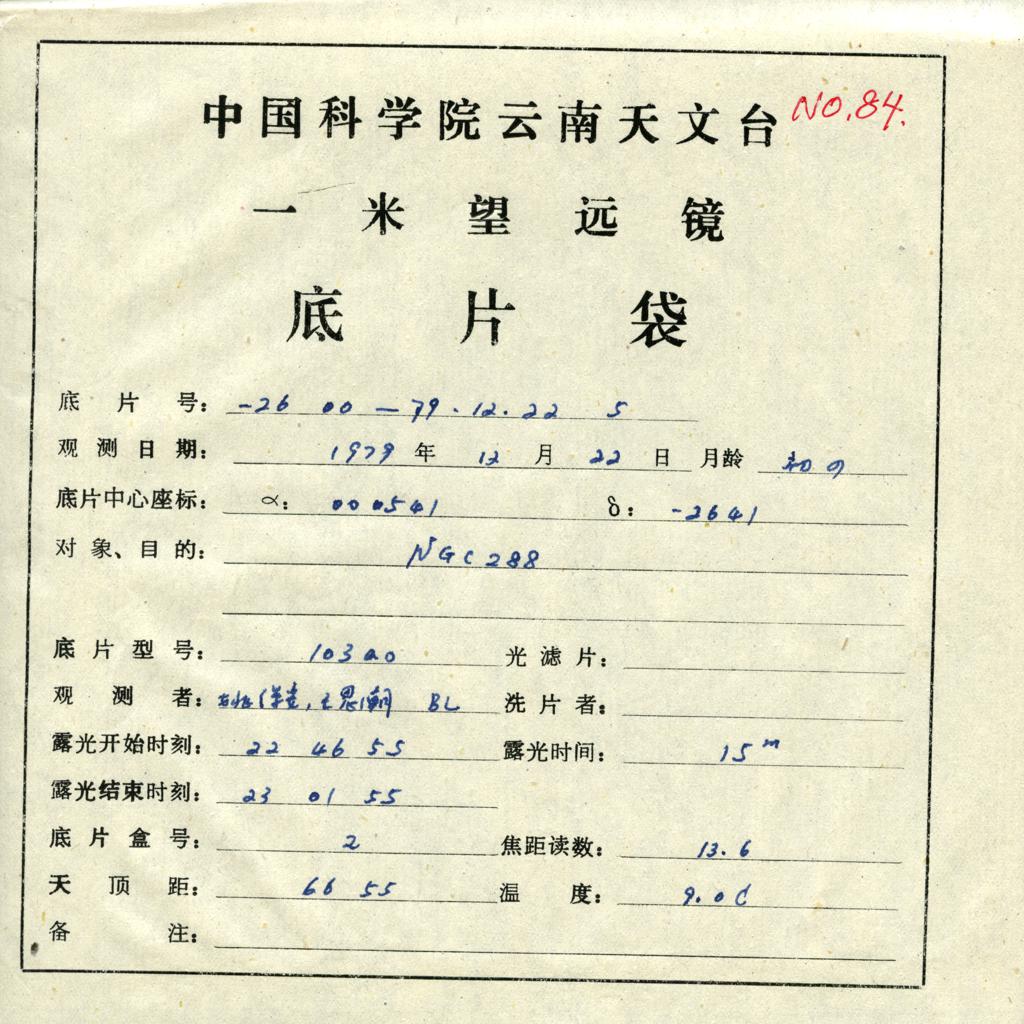 中国科学院云南天文台 NO.84.
一米望远镜
底片袋
底片号: -26 00 — 79.12.22 5
观测日期: 1979 年 12 月 22 日 月龄 初四
底片中心座标: α: 000541 δ: -2641
对象、目的: NGC 288
底片型号: 103a0 光滤片:
观测者: 王思潮 BL 洗片者:
露光开始时刻: 22 46 55 露光时间: 15ᵐ
露光结束时刻: 23 01 55
底片盒号: 2 焦距读数: 13.6
天顶距: 66 55 温度: 9.0C
备注: